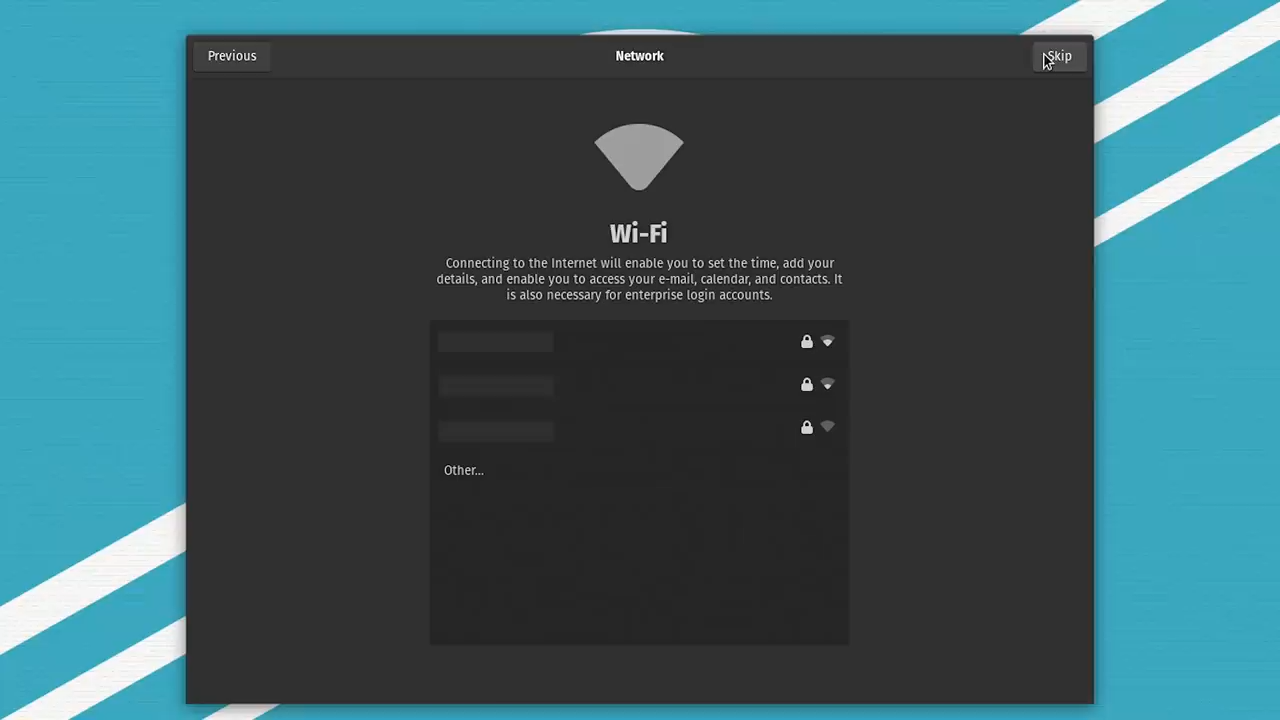 Previous
Network
Skip
Wi-Fi
Connecting to the Internet will enable you to set the time, add your
details, and enable you to access your e-mail, calendar, and contacts. It
is also necessary for enterprise login accounts.
Other...